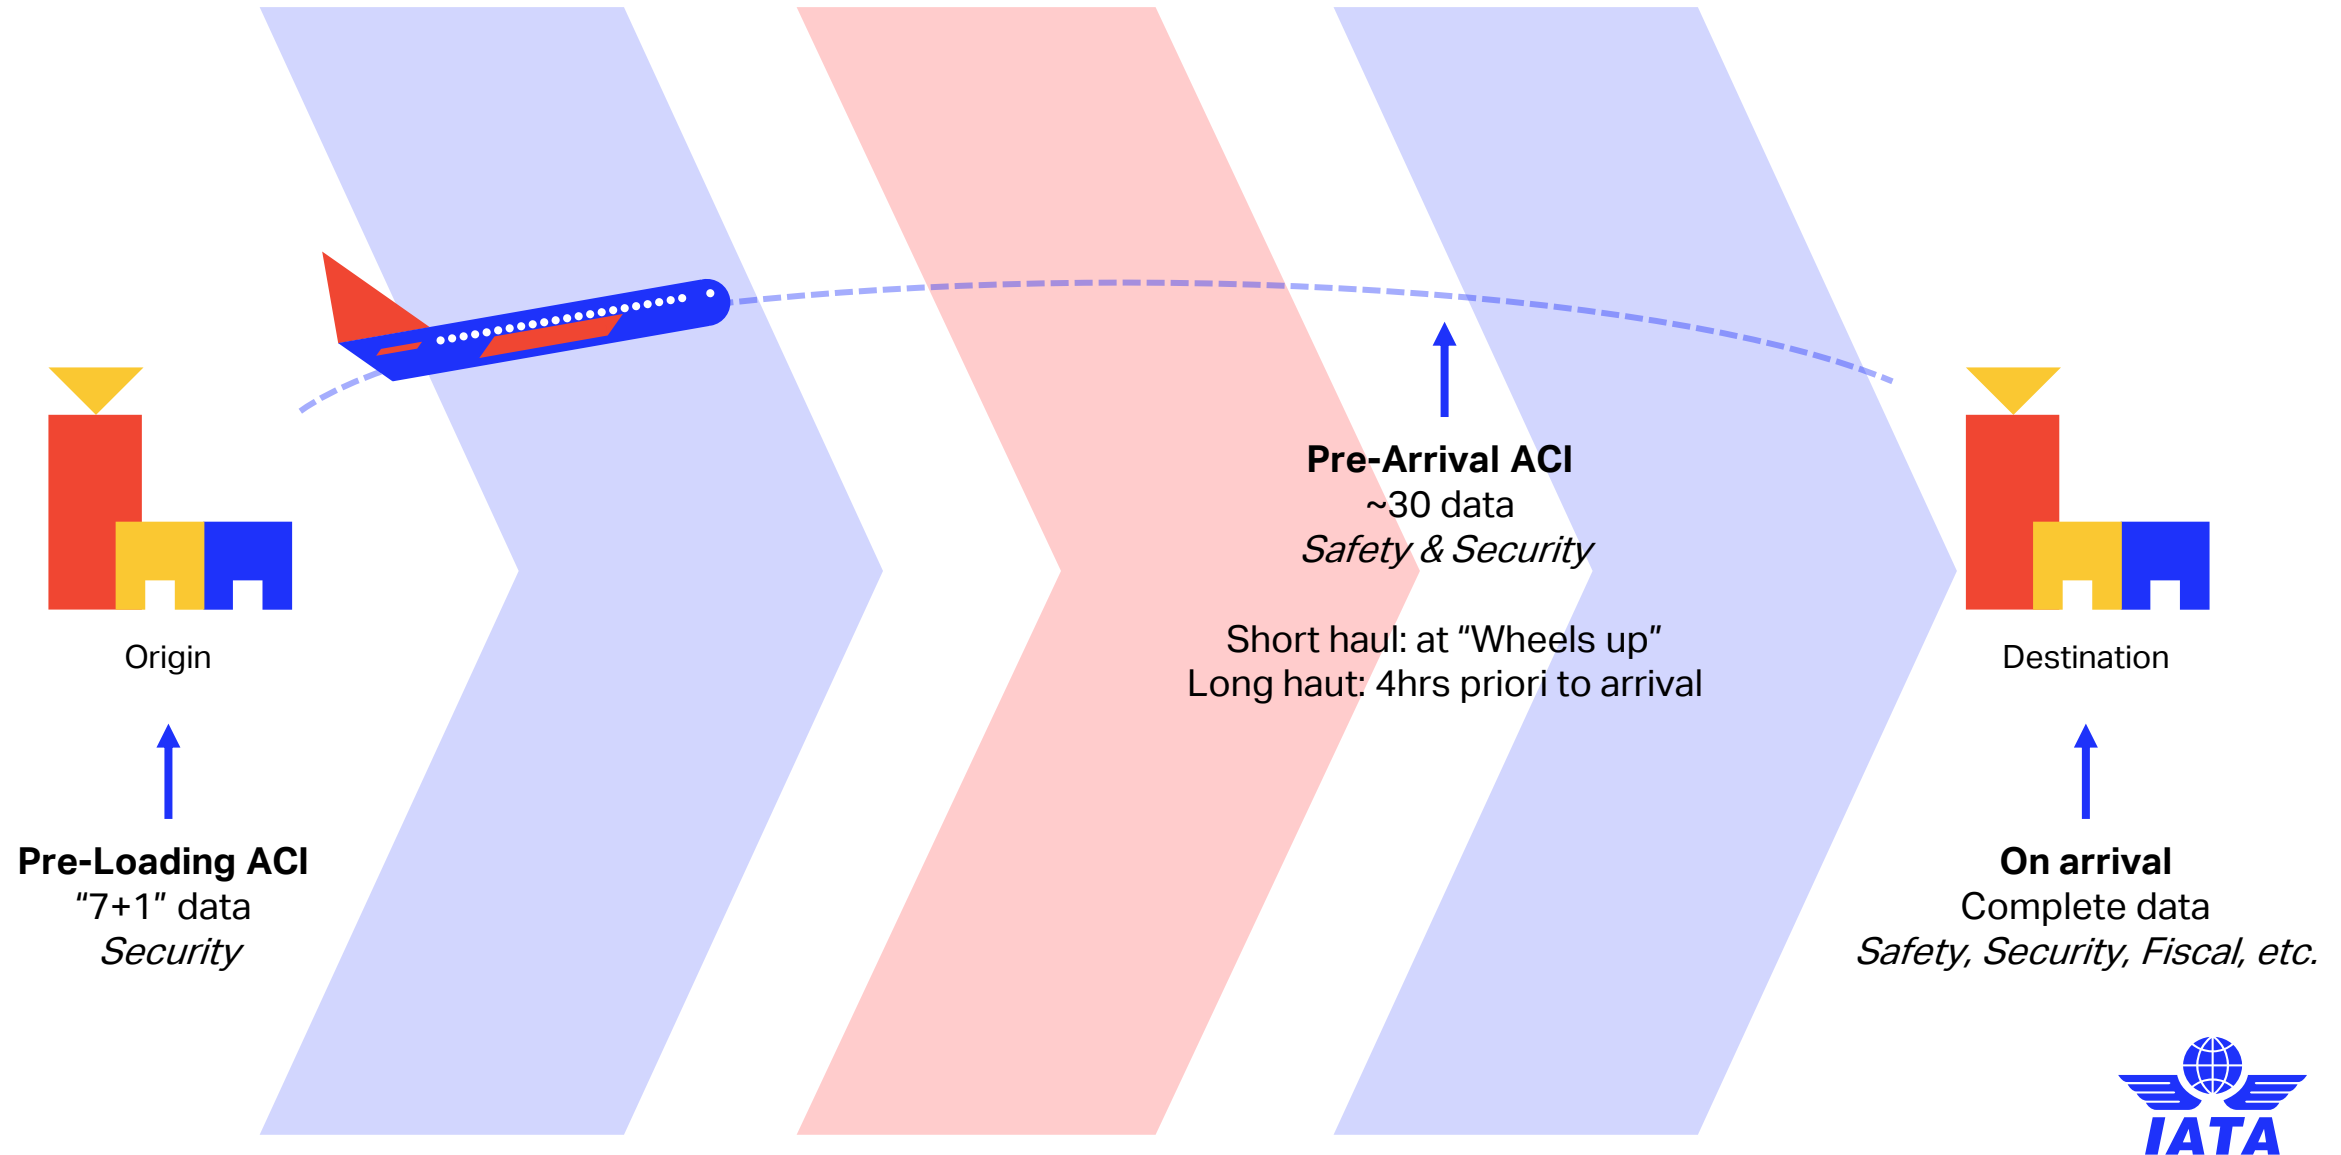 Origin
Pre-Loading ACI
“7+1” data
Security
Pre-Arrival ACI
~30 data
Safety & Security
Short haul: at “Wheels up”
Long haut: 4hrs priori to arrival
Destination
On arrival
Complete data
Safety, Security, Fiscal, etc.
IATA